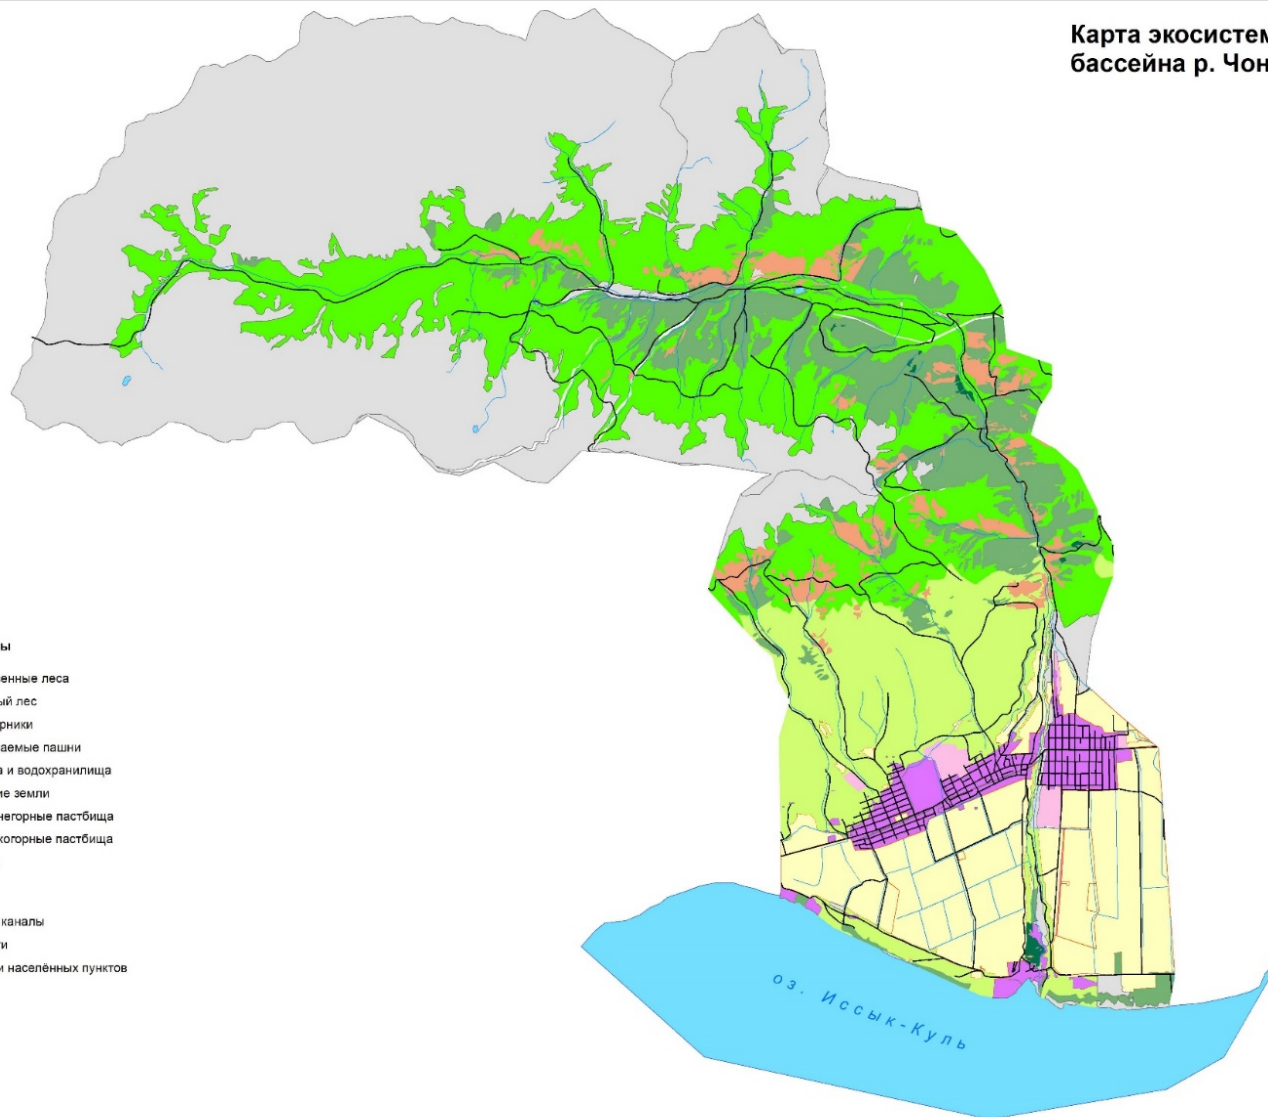 Карта экосистем
бассейна р. Чон
ы
енные леса
ый лес
рники
аемые пашни
а и водохранилища
ие земли
негорные пастбища
когорные пастбища
каналы
ти
и населённых пунктов
оз. Иссык-Куль